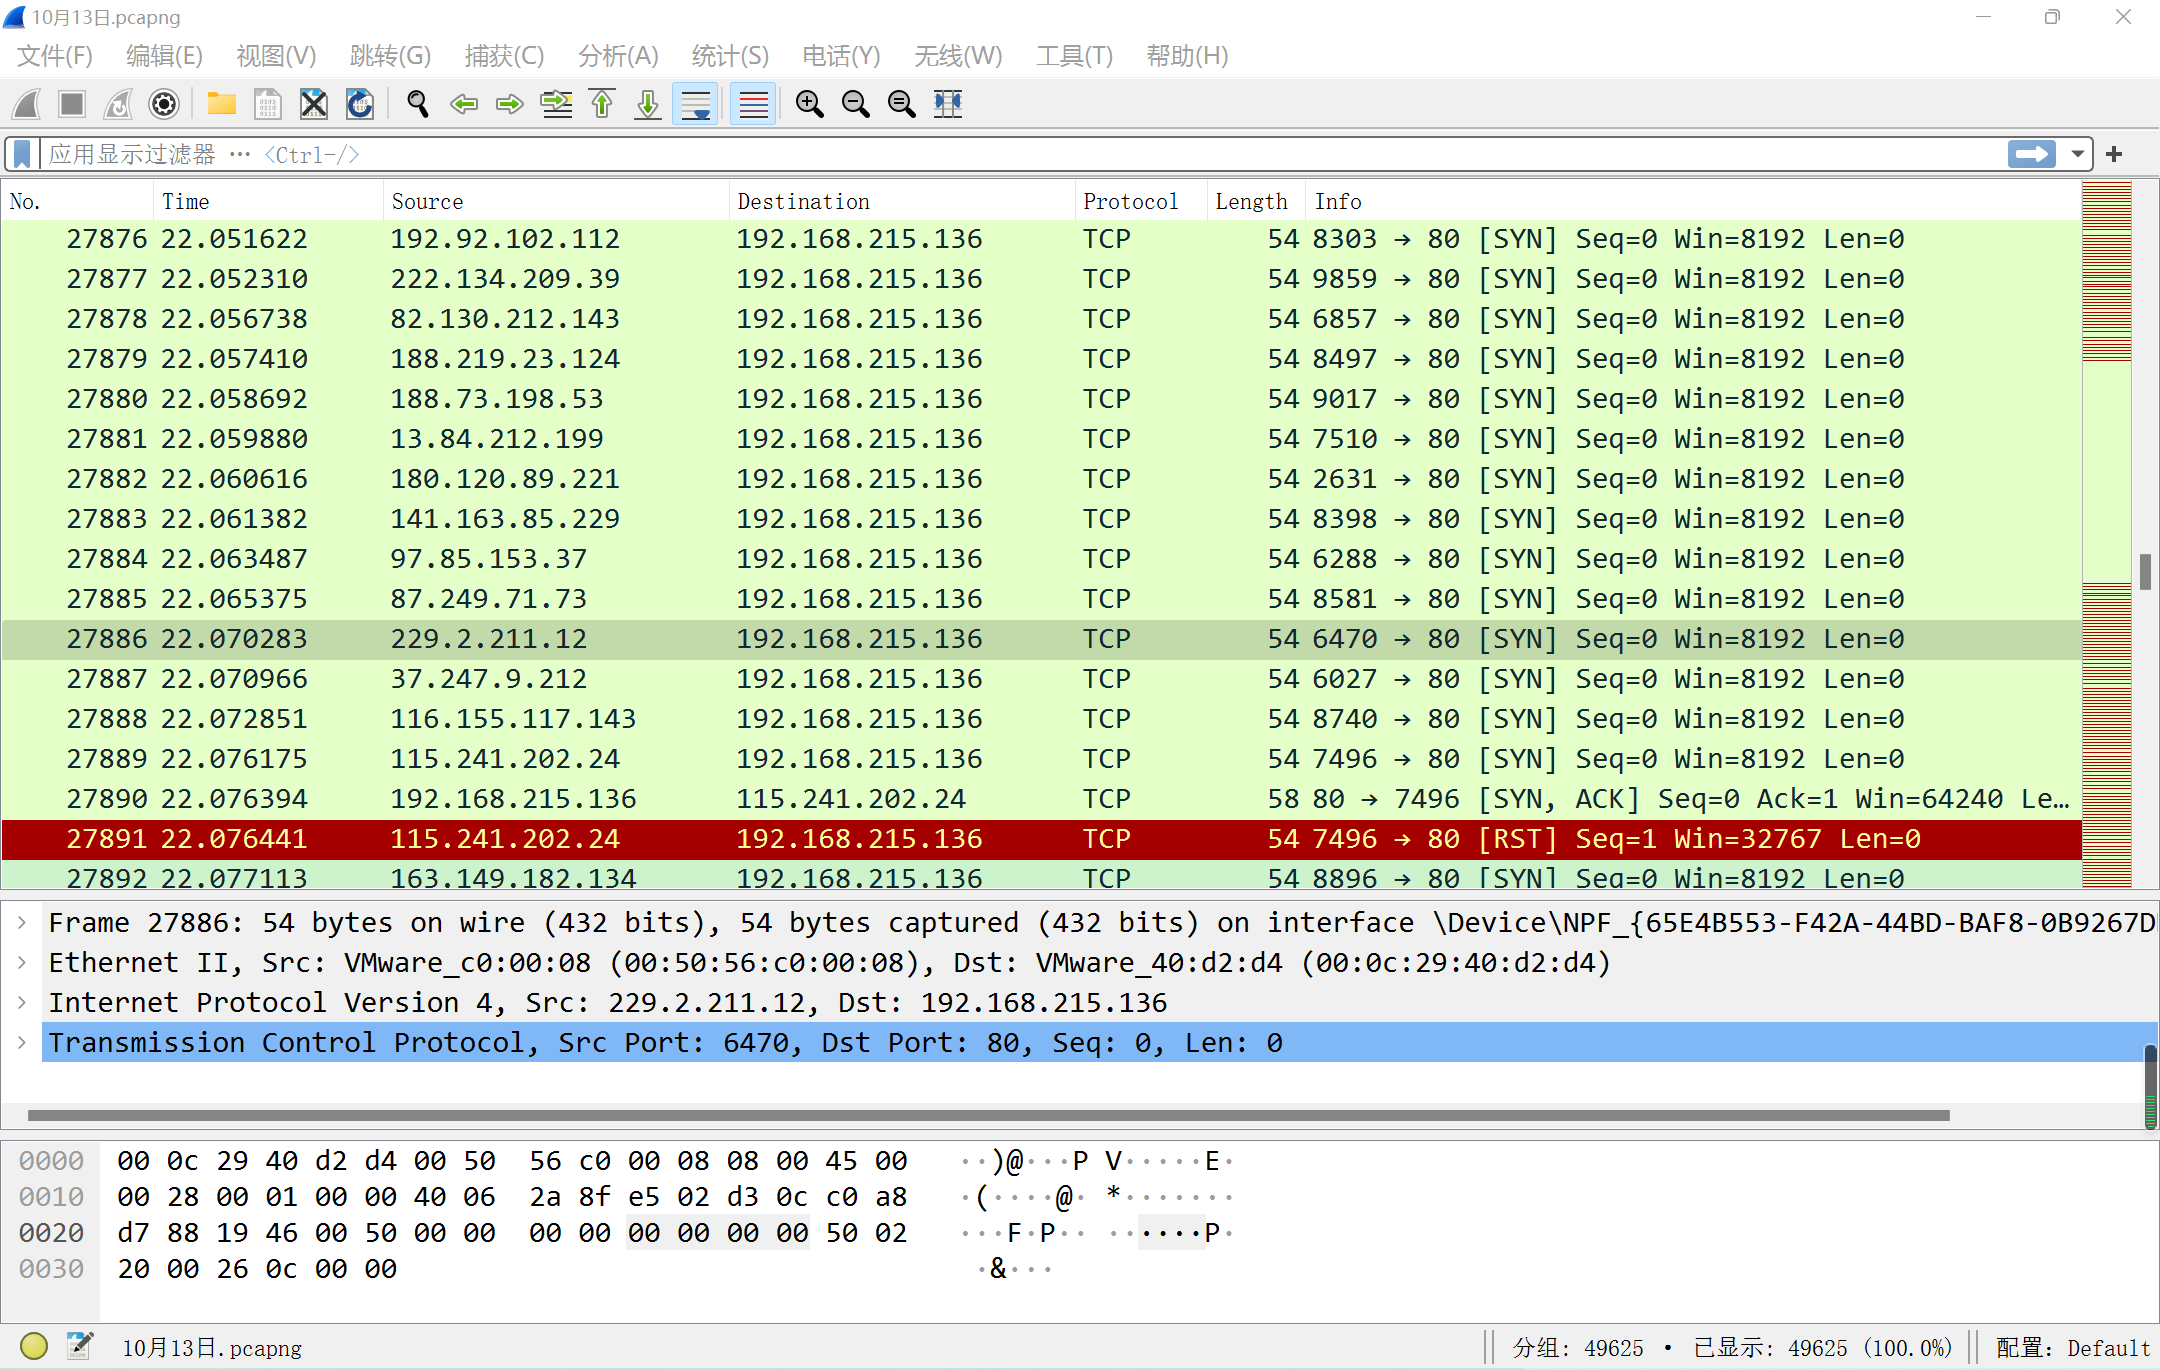 10月13日.pcapng
文件(F) 编辑(E) 视图(V) 跳转(G) 捕获(C) 分析(A) 统计(S) 电话(Y) 无线(W) 工具(T) 帮助(H)
应用显示过滤器 … <Ctrl-/>
No. Time Source Destination Protocol Length Info
27876 22.051622 192.92.102.112 192.168.215.136 TCP 54 8303 → 80 [SYN] Seq=0 Win=8192 Len=0
27877 22.052310 222.134.209.39 192.168.215.136 TCP 54 9859 → 80 [SYN] Seq=0 Win=8192 Len=0
27878 22.056738 82.130.212.143 192.168.215.136 TCP 54 6857 → 80 [SYN] Seq=0 Win=8192 Len=0
27879 22.057410 188.219.23.124 192.168.215.136 TCP 54 8497 → 80 [SYN] Seq=0 Win=8192 Len=0
27880 22.058692 188.73.198.53 192.168.215.136 TCP 54 9017 → 80 [SYN] Seq=0 Win=8192 Len=0
27881 22.059880 13.84.212.199 192.168.215.136 TCP 54 7510 → 80 [SYN] Seq=0 Win=8192 Len=0
27882 22.060616 180.120.89.221 192.168.215.136 TCP 54 2631 → 80 [SYN] Seq=0 Win=8192 Len=0
27883 22.061382 141.163.85.229 192.168.215.136 TCP 54 8398 → 80 [SYN] Seq=0 Win=8192 Len=0
27884 22.063487 97.85.153.37 192.168.215.136 TCP 54 6288 → 80 [SYN] Seq=0 Win=8192 Len=0
27885 22.065375 87.249.71.73 192.168.215.136 TCP 54 8581 → 80 [SYN] Seq=0 Win=8192 Len=0
27886 22.070283 229.2.211.12 192.168.215.136 TCP 54 6470 → 80 [SYN] Seq=0 Win=8192 Len=0
27887 22.070966 37.247.9.212 192.168.215.136 TCP 54 6027 → 80 [SYN] Seq=0 Win=8192 Len=0
27888 22.072851 116.155.117.143 192.168.215.136 TCP 54 8740 → 80 [SYN] Seq=0 Win=8192 Len=0
27889 22.076175 115.241.202.24 192.168.215.136 TCP 54 7496 → 80 [SYN] Seq=0 Win=8192 Len=0
27890 22.076394 192.168.215.136 115.241.202.24 TCP 58 80 → 7496 [SYN, ACK] Seq=0 Ack=1 Win=64240 Le…
27891 22.076441 115.241.202.24 192.168.215.136 TCP 54 7496 → 80 [RST] Seq=1 Win=32767 Len=0
27892 22.077113 163.149.182.134 192.168.215.136 TCP 54 8896 → 80 [SYN] Seq=0 Win=8192 Len=0
Frame 27886: 54 bytes on wire (432 bits), 54 bytes captured (432 bits) on interface \Device\NPF_{65E4B553-F42A-44BD-BAF8-0B9267D
Ethernet II, Src: VMware_c0:00:08 (00:50:56:c0:00:08), Dst: VMware_40:d2:d4 (00:0c:29:40:d2:d4)
Internet Protocol Version 4, Src: 229.2.211.12, Dst: 192.168.215.136
Transmission Control Protocol, Src Port: 6470, Dst Port: 80, Seq: 0, Len: 0
0000 00 0c 29 40 d2 d4 00 50 56 c0 00 08 08 00 45 00 ··)@···P V·····E·
0010 00 28 00 01 00 00 40 06 2a 8f e5 02 d3 0c c0 a8 ·(····@· *·······
0020 d7 88 19 46 00 50 00 00 00 00 00 00 00 00 50 02 ···F·P·· ······P·
0030 20 00 26 0c 00 00 ·&···
10月13日.pcapng 分组: 49625 · 已显示: 49625 (100.0%) 配置: Default